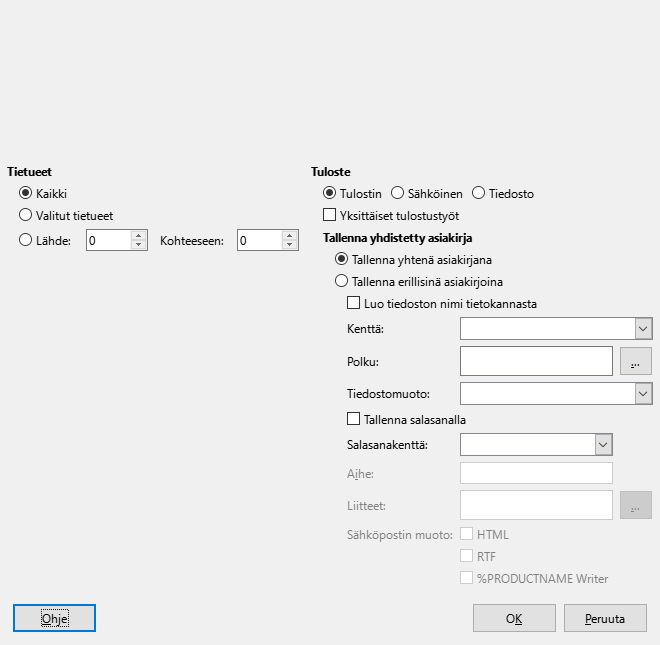 Tietueet
Kaikki
Valitut tietueet
Lähde: 0 Kohteeseen: 0
Tuloste
Tulostin Sähköinen Tiedosto
Yksittäiset tulostustyöt
Tallenna yhdistetty asiakirja
Tallenna yhtenä asiakirjana
Tallenna erillisinä asiakirjoina
Luo tiedoston nimi tietokannasta
Kenttä:
Polku: ...
Tiedostomuoto:
Tallenna salasanalla
Salasanakenttä:
Aihe:
Liitteet: ...
Sähköpostin muoto: HTML
RTF
%PRODUCTNAME Writer
Ohje OK Peruuta